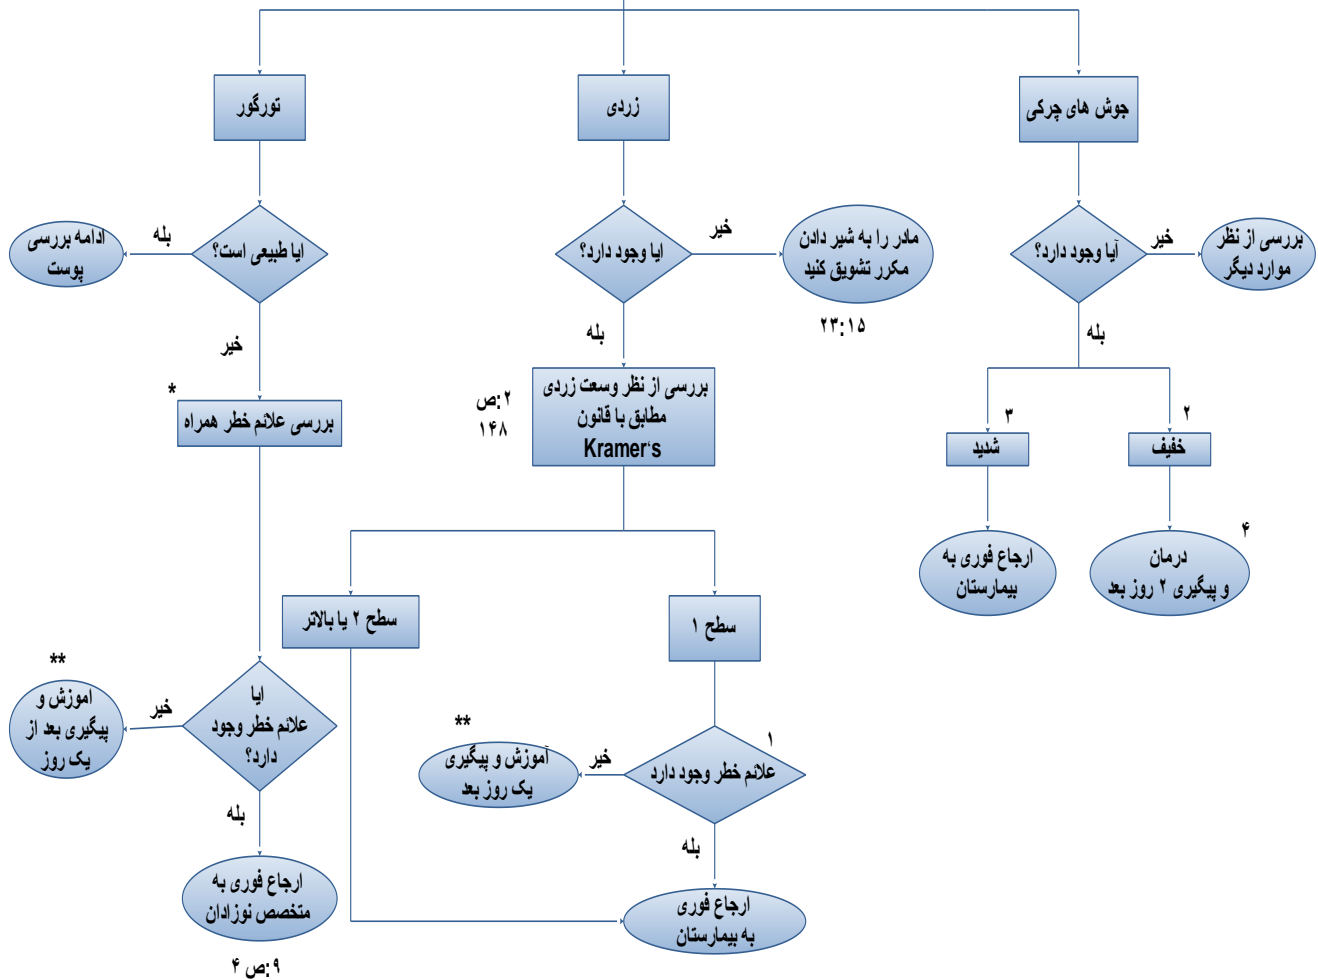 جوش های چرکی
آیا وجود دارد؟
خیر
بررسی از نظر
موارد دیگر
بله
۲
خفیف
۳
شدید
۴
درمان
و پیگیری ۲ روز بعد
ارجاع فوری به
بیمارستان
زردی
ایا وجود دارد؟
خیر
مادر را به شیر دادن
مکرر تشویق کنید
۲۳:۱۵
بله
بررسی از نظر وسعت زردی
مطابق با قانون
Kramer‘s
۲:ص
۱۴۸
سطح ۱
سطح ۲ یا بالاتر
۱
علائم خطر وجود دارد
خیر
**
آموزش و پیگیری
یک روز بعد
بله
ارجاع فوری
به بیمارستان
تورگور
ایا طبیعی است؟
بله
ادامه بررسی
پوست
خیر
*
بررسی علائم خطر همراه
ایا
علائم خطر وجود
دارد؟
خیر
**
اموزش و
پیگیری بعد از
یک روز
بله
ارجاع فوری به
متخصص نوزادان
۹:ص ۴